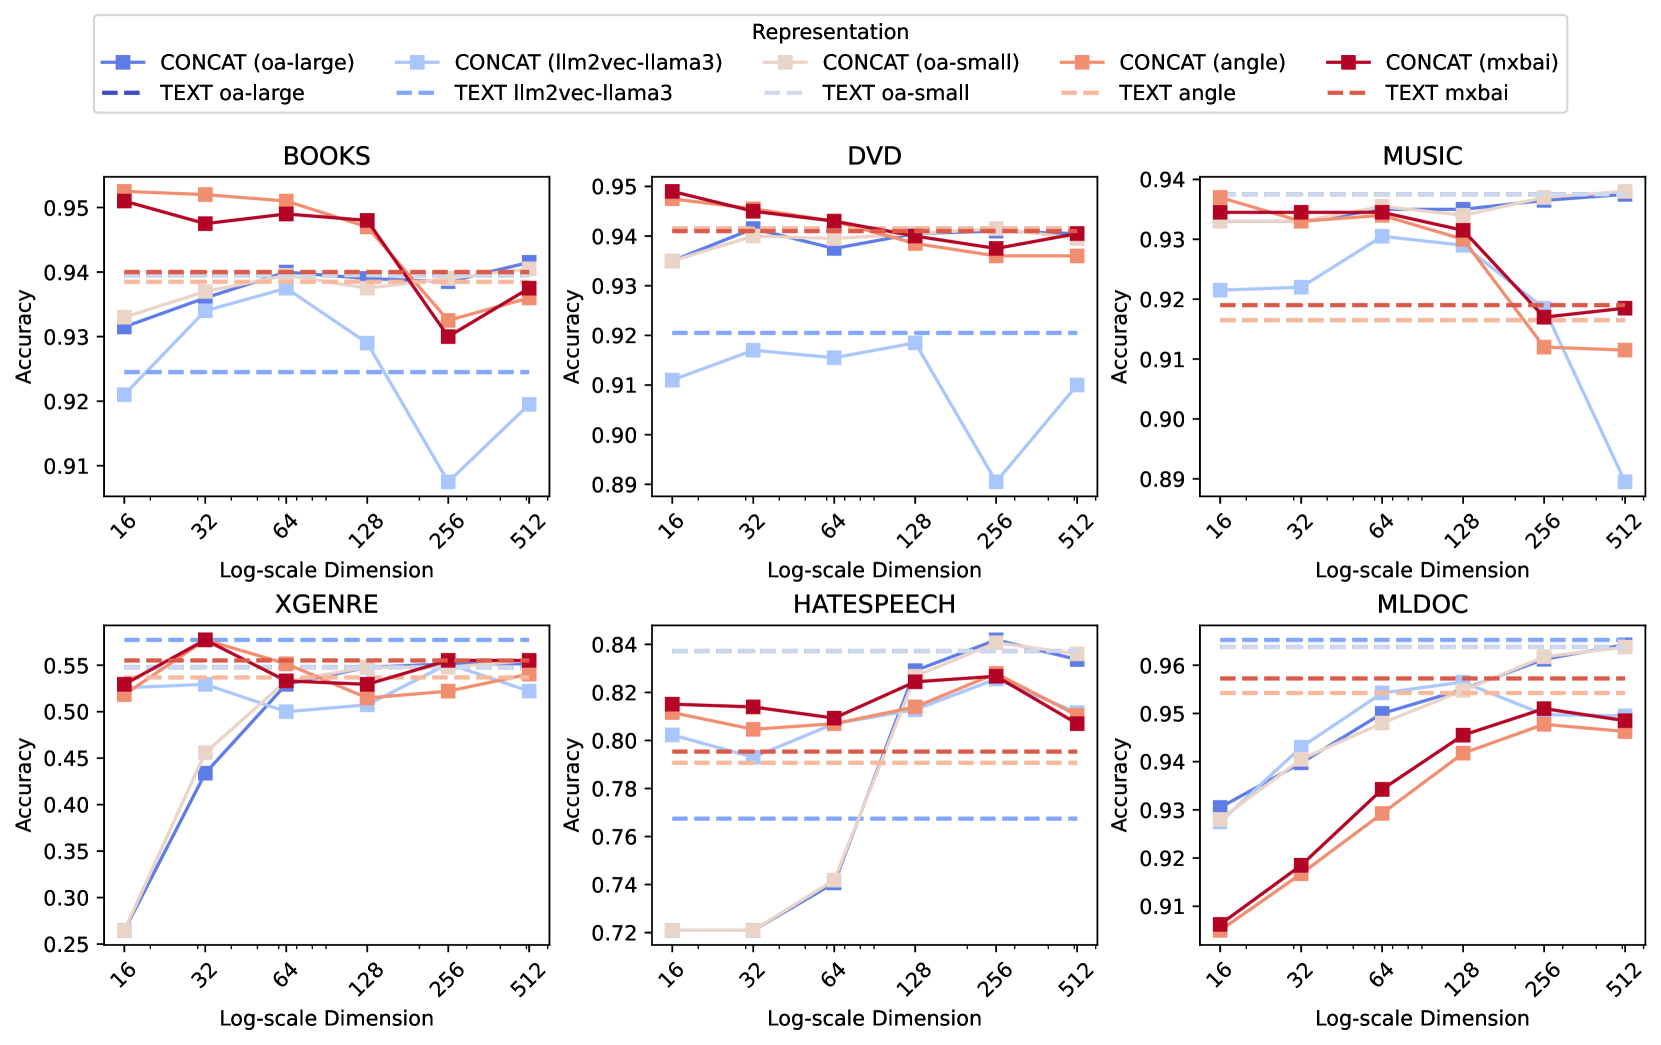 Representation
CONCAT (oa-large) CONCAT (llm2vec-llama3) CONCAT (oa-small) CONCAT (angle) CONCAT (mxbai)
TEXT oa-large TEXT llm2vec-llama3 TEXT oa-small TEXT angle TEXT mxbai
BOOKS
Accuracy
0.95
0.94
0.93
0.92
0.91
16 32 64 128 256 512
Log-scale Dimension
DVD
Accuracy
0.95
0.94
0.93
0.92
0.91
0.90
0.89
16 32 64 128 256 512
Log-scale Dimension
MUSIC
Accuracy
0.94
0.93
0.92
0.91
0.90
0.89
16 32 64 128 256 512
Log-scale Dimension
XGENRE
Accuracy
0.55
0.50
0.45
0.40
0.35
0.30
0.25
16 32 64 128 256 512
Log-scale Dimension
HATESPEECH
Accuracy
0.84
0.82
0.80
0.78
0.76
0.74
0.72
16 32 64 128 256 512
Log-scale Dimension
MLDOC
Accuracy
0.96
0.95
0.94
0.93
0.92
0.91
16 32 64 128 256 512
Log-scale Dimension